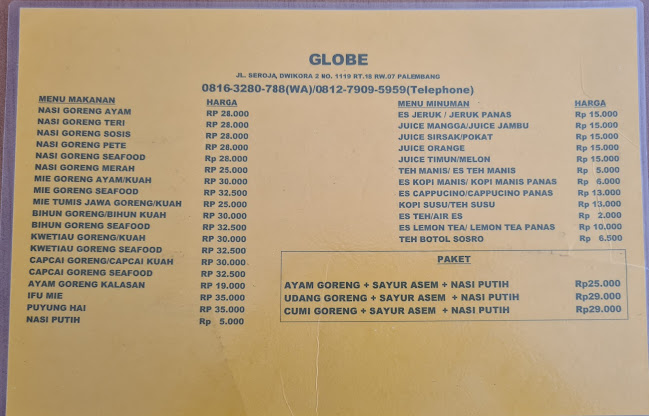 GLOBE
JL. SEROJA, DWIKORA 2 NO. 1119 RT.18 RW.07 PALEMBANG
0816-3280-788(WA)/0812-7909-5959(Telephone)
MENU MAKANAN HARGA
NASI GORENG AYAM RP 28.000
NASI GORENG TERI RP 28.000
NASI GORENG SOSIS RP 28.000
NASI GORENG PETE RP 28.000
NASI GORENG SEAFOOD RP 28.000
NASI GORENG MERAH RP 25.000
MIE GORENG AYAM/KUAH RP 30.000
MIE GORENG SEAFOOD RP 32.500
MIE TUMIS JAWA GORENG/KUAH RP 25.000
BIHUN GORENG/BIHUN KUAH RP 30.000
BIHUN GORENG SEAFOOD RP 32.500
KWETIAU GORENG/KUAH RP 30.000
KWETIAU GORENG SEAFOOD RP 32.500
CAPCAI GORENG/CAPCAI KUAH RP 30.000
CAPCAI GORENG SEAFOOD RP 32.500
AYAM GORENG KALASAN RP 19.000
IFU MIE RP 35.000
PUYUNG HAI RP 35.000
NASI PUTIH Rp 5.000
MENU MINUMAN HARGA
ES JERUK / JERUK PANAS Rp 15.000
JUICE MANGGA/JUICE JAMBU Rp 15.000
JUICE SIRSAK/POKAT Rp 15.000
JUICE ORANGE Rp 15.000
JUICE TIMUN/MELON Rp 15.000
TEH MANIS/ ES TEH MANIS Rp 5.000
ES KOPI MANIS/ KOPI MANIS PANAS Rp 6.000
ES CAPPUCINO/CAPPUCINO PANAS Rp 13.000
KOPI SUSU/TEH SUSU Rp 13.000
ES TEH/AIR ES Rp 2.000
ES LEMON TEA/ LEMON TEA PANAS Rp 10.000
TEH BOTOL SOSRO Rp 6.500
PAKET
AYAM GORENG + SAYUR ASEM + NASI PUTIH Rp25.000
UDANG GORENG + SAYUR ASEM + NASI PUTIH Rp29.000
CUMI GORENG + SAYUR ASEM + NASI PUTIH Rp29.000